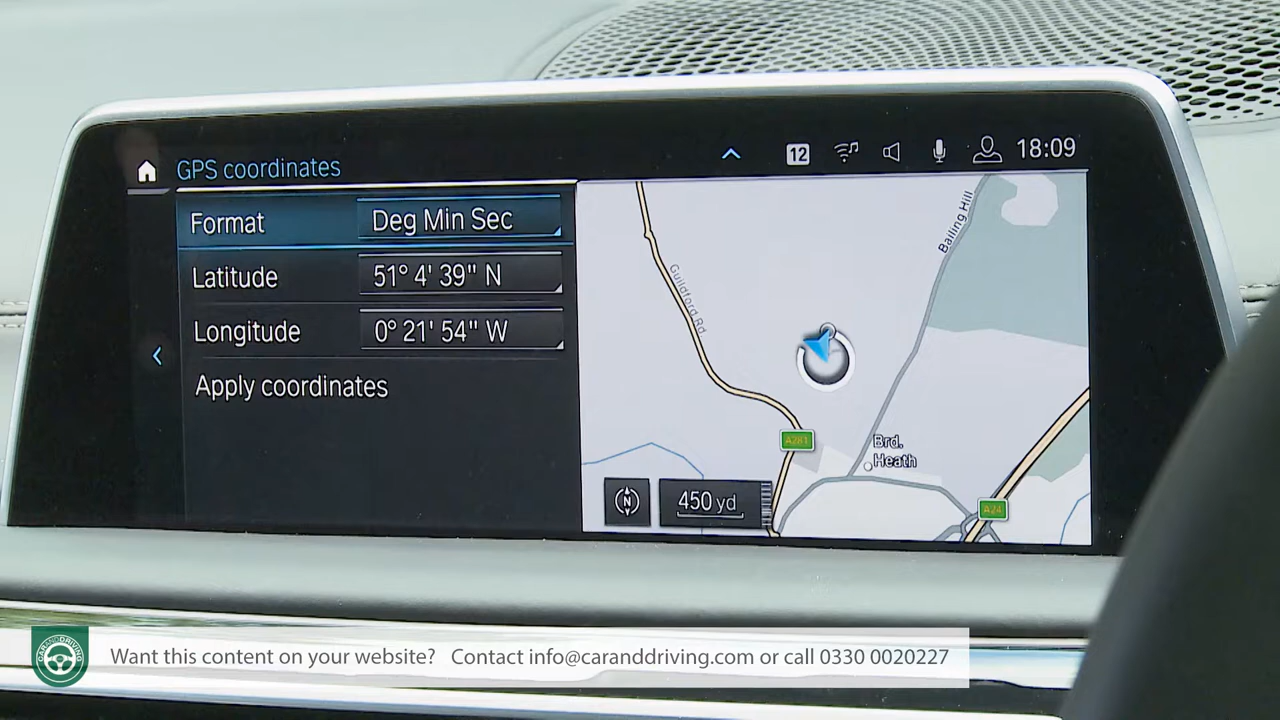 GPS coordinates
12
18:09
Format Deg Min Sec
Latitude 51° 4' 39" N
Longitude 0° 21' 54" W
Apply coordinates
Guildford Rd
Balling Hill
A281
Brd.
Heath
A24
N
450 yd
CARANDDRIVING
Want this content on your website? Contact info@caranddriving.com or call 0330 0020227